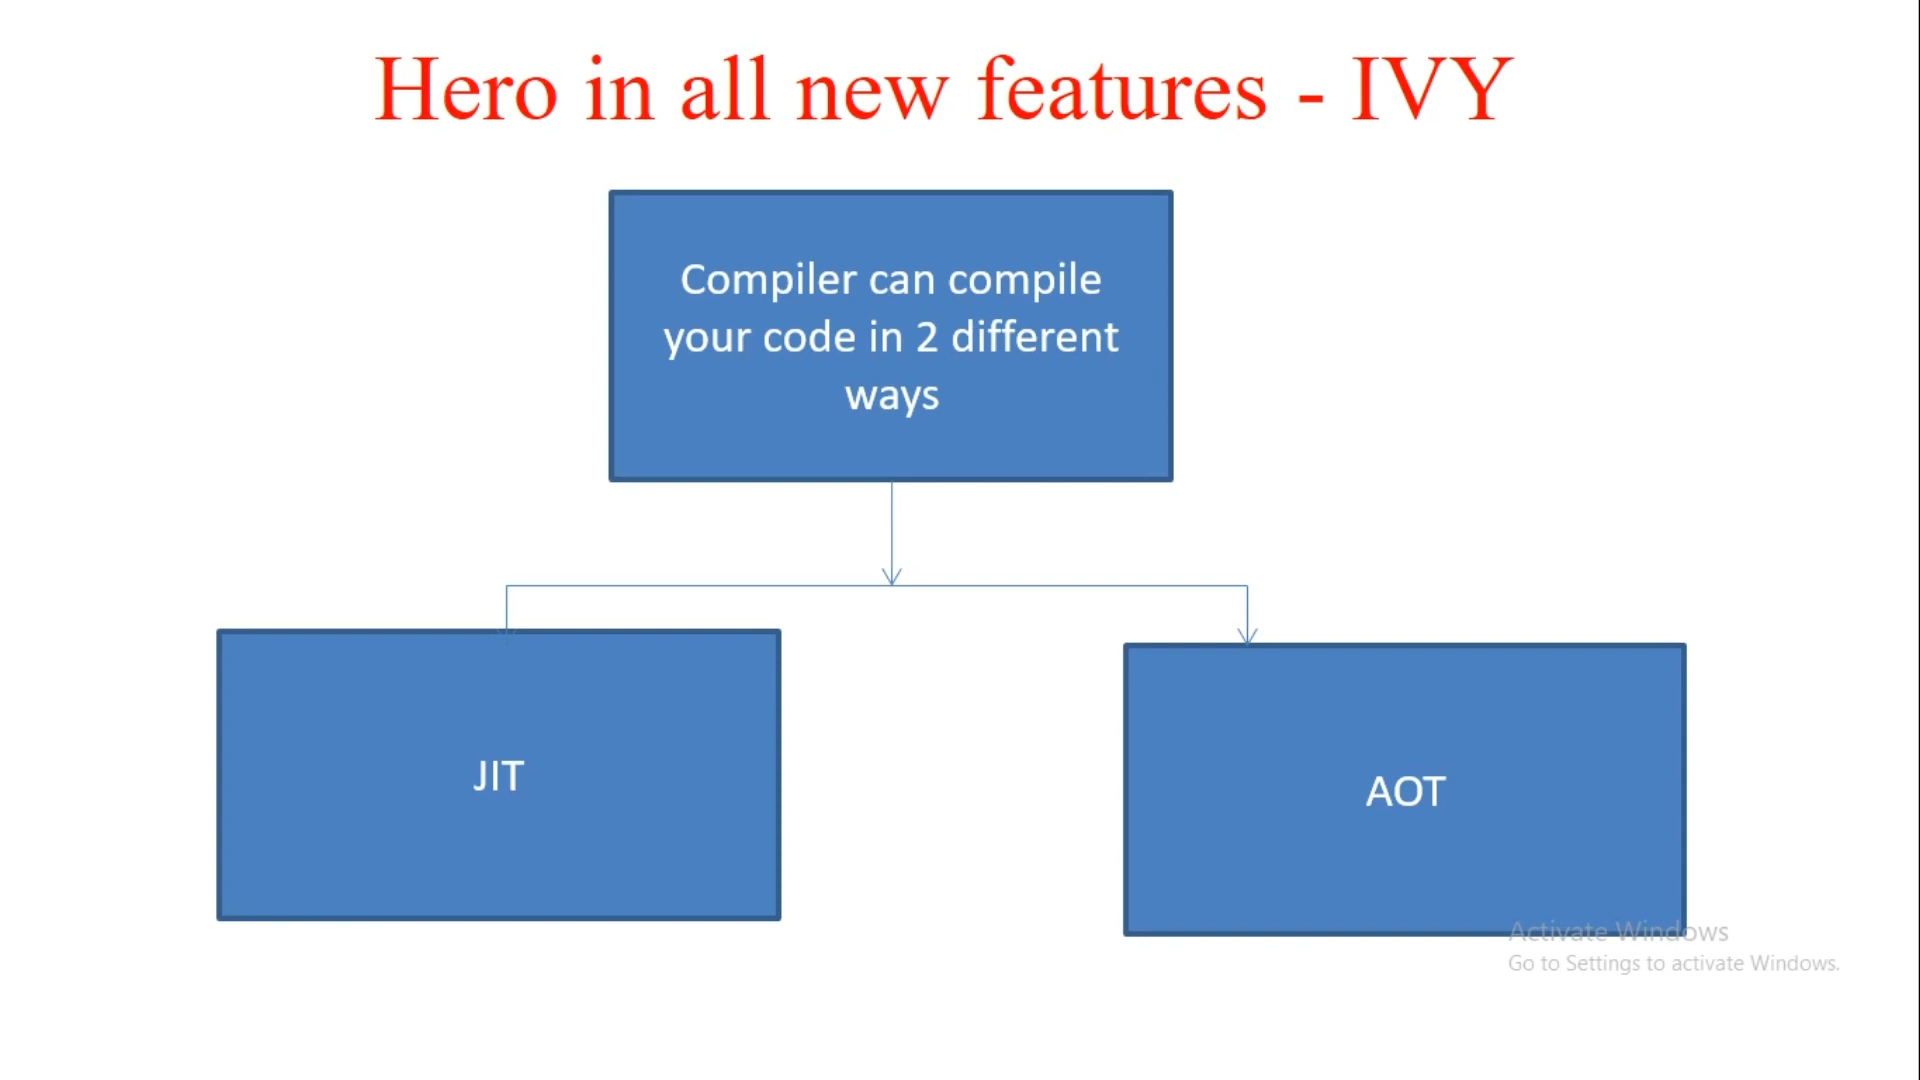 Hero in all new features - IVY
Compiler can compile
your code in 2 different
ways
JIT
AOT
Activate Windows
Go to Settings to activate Windows.